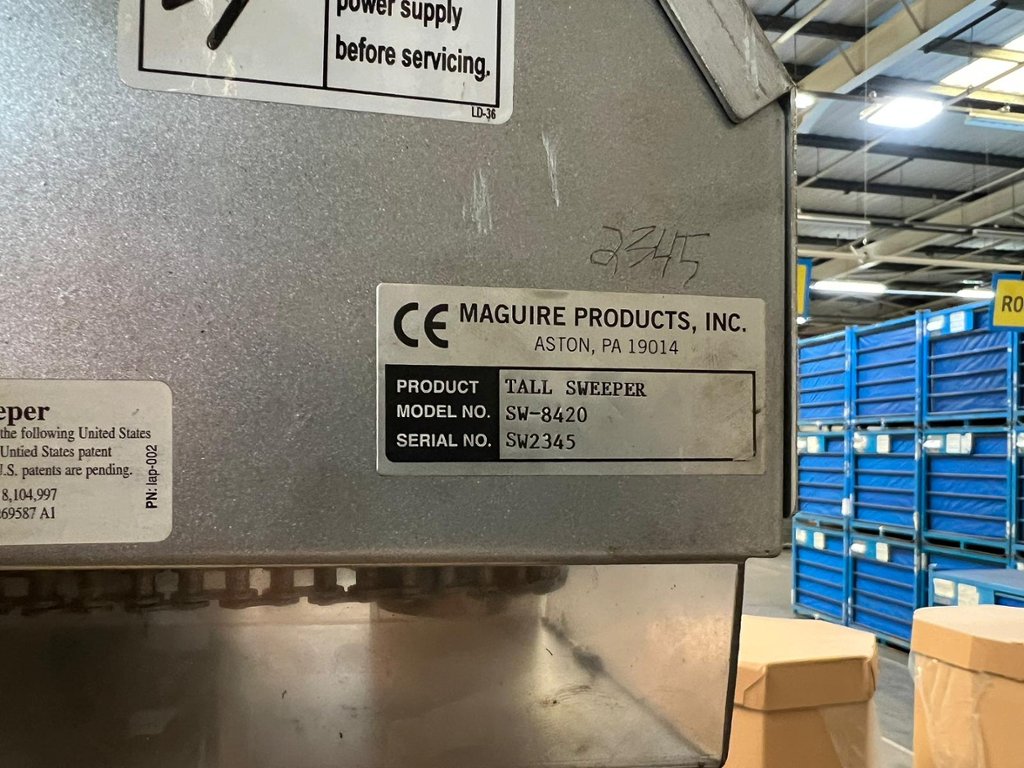 power supply
before servicing.
LD-36
2345
CE MAGUIRE PRODUCTS, INC.
ASTON, PA 19014
PRODUCT TALL SWEEPER
MODEL NO. SW-8420
SERIAL NO. SW2345
eeper
the following United States
Untied States patent
U.S. patents are pending.
8,104,997
69587 A1
PN: lap-002
RO